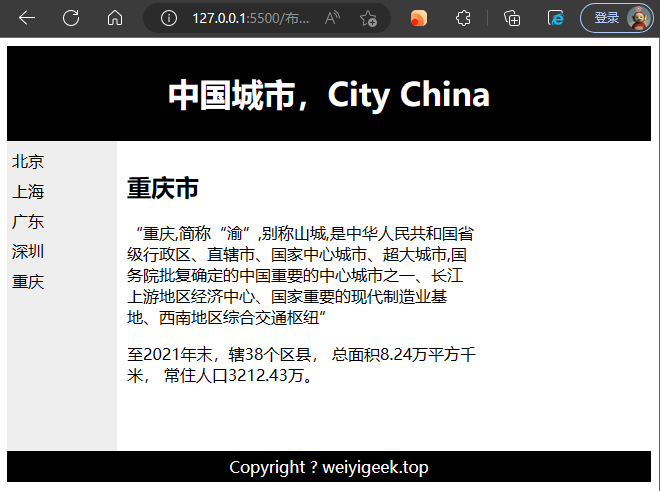 127.0.0.1:5500/布...
登录
中国城市，City China
北京
上海
广东
深圳
重庆
重庆市
“重庆,简称“渝”,别称山城,是中华人民共和国省
级行政区、直辖市、国家中心城市、超大城市,国
务院批复确定的中国重要的中心城市之一、长江
上游地区经济中心、国家重要的现代制造业基
地、西南地区综合交通枢纽”
至2021年末，辖38个区县， 总面积8.24万平方千
米， 常住人口3212.43万。
Copyright ? weiyigeek.top